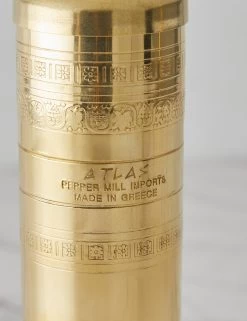 ATLAS
PEPPER MILL IMPORTS
MADE IN GREECE